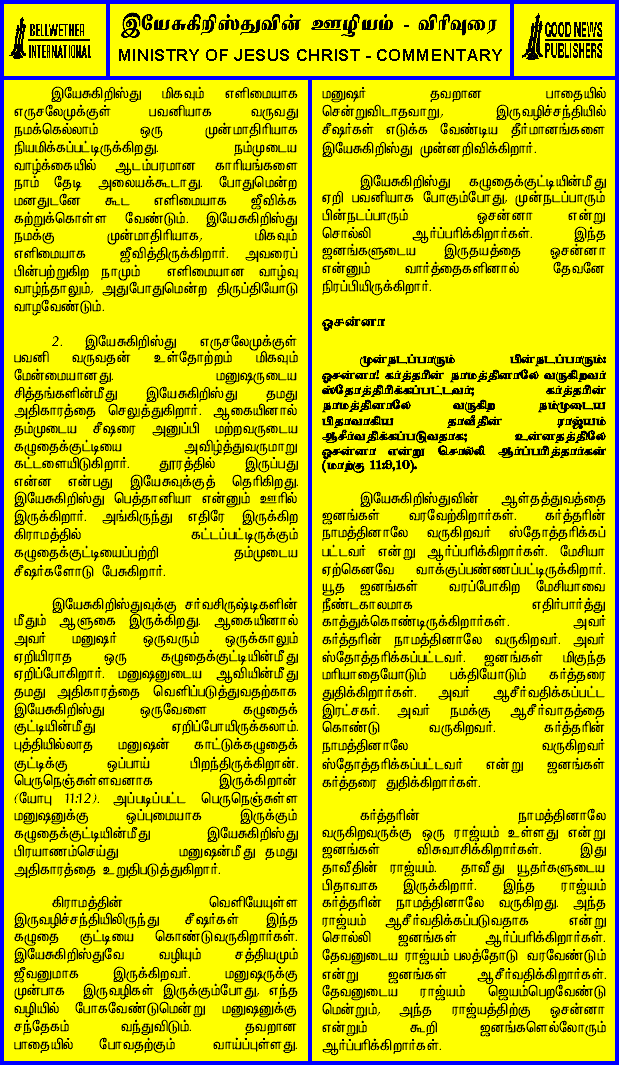 BELLWETHER
INTERNATIONAL
இயேசுகிறிஸ்துவின் ஊழியம் - விரிவுரை
MINISTRY OF JESUS CHRIST - COMMENTARY
GOOD NEWS
PUBLISHERS
இயேசுகிறிஸ்து மிகவும் எளிமையாக
எருசலேமுக்குள் பவனியாக வருவது
நமக்கெல்லாம் ஒரு முன்மாதிரியாக
நியமிக்கப்பட்டிருக்கிறது. நம்முடைய
வாழ்க்கையில் ஆடம்பரமான காரியங்களை
நாம் தேடி அலையக்கூடாது. போதுமென்ற
மனதுடனே கூட எளிமையாக ஜீவிக்க
கற்றுக்கொள்ள வேண்டும். இயேசுகிறிஸ்து
நமக்கு முன்மாதிரியாக, மிகவும்
எளிமையாக ஜீவித்திருக்கிறார். அவரைப்
பின்பற்றுகிற நாமும் எளிமையான வாழ்வு
வாழ்ந்தாலும், அதுபோதுமென்ற திருப்தியோடு
வாழவேண்டும்.
2. இயேசுகிறிஸ்து எருசலேமுக்குள்
பவனி வருவதன் உள்தோற்றம் மிகவும்
மேன்மையானது. மனுஷருடைய
சித்தங்களின்மீது இயேசுகிறிஸ்து தமது
அதிகாரத்தை செலுத்துகிறார். ஆகையினால்
தம்முடைய சீஷரை அனுப்பி மற்றவருடைய
கழுதைக்குட்டியை அவிழ்த்துவருமாறு
கட்டளையிடுகிறார். தூரத்தில் இருப்பது
என்ன என்பது இயேசுவுக்குத் தெரிகிறது.
இயேசுகிறிஸ்து பெத்தானியா என்னும் ஊரில்
இருக்கிறார். அங்கிருந்து எதிரே இருக்கிற
கிராமத்தில் கட்டப்பட்டிருக்கும்
கழுதைக்குட்டியைப்பற்றி தம்முடைய
சீஷர்களோடு பேசுகிறார்.
இயேசுகிறிஸ்துவுக்கு சர்வசிருஷ்டிகளின்
மீதும் ஆளுகை இருக்கிறது. ஆகையினால்
அவர் மனுஷர் ஒருவரும் ஒருக்காலும்
ஏறியிராத ஒரு கழுதைக்குட்டியின்மீது
ஏறிப்போகிறார். மனுஷனுடைய ஆவியின்மீது
தமது அதிகாரத்தை வெளிப்படுத்துவதற்காக
இயேசுகிறிஸ்து ஒருவேளை கழுதைக்
குட்டியின்மீது ஏறிப்போயிருக்கலாம்.
புத்தியில்லாத மனுஷன் காட்டுக்கழுதைக்
குட்டிக்கு ஒப்பாய் பிறந்திருக்கிறான்.
பெருநெஞ்சுள்ளவனாக இருக்கிறான்
(யோபு 11:12). அப்படிப்பட்ட பெருநெஞ்சுள்ள
மனுஷனுக்கு ஒப்புமையாக இருக்கும்
கழுதைக்குட்டியின்மீது இயேசுகிறிஸ்து
பிரயாணம்செய்து மனுஷன்மீது தமது
அதிகாரத்தை உறுதிபடுத்துகிறார்.
கிராமத்தின் வெளியேயுள்ள
இருவழிச்சந்தியிலிருந்து சீஷர்கள் இந்த
கழுதை குட்டியை கொண்டுவருகிறார்கள்.
இயேசுகிறிஸ்துவே வழியும் சத்தியமும்
ஜீவனுமாக இருக்கிறவர். மனுஷருக்கு
முன்பாக இருவழிகள் இருக்கும்போது, எந்த
வழியில் போகவேண்டுமென்று மனுஷனுக்கு
சந்தேகம் வந்துவிடும். தவறான
பாதையில் போவதற்கும் வாய்ப்புள்ளது.
மனுஷர் தவறான பாதையில்
சென்றுவிடாதவாறு, இருவழிச்சந்தியில்
சீஷர்கள் எடுக்க வேண்டிய தீர்மானங்களை
இயேசுகிறிஸ்து முன்னறிவிக்கிறார்.
இயேசுகிறிஸ்து கழுதைக்குட்டியின்மீது
ஏறி பவனியாக போகும்போது, முன்நடப்பாரும்
பின்நடப்பாரும் ஓசன்னா என்று
சொல்லி ஆர்ப்பரிக்கிறார்கள். இந்த
ஜனங்களுடைய இருதயத்தை ஓசன்னா
என்னும் வார்த்தைகளினால் தேவனே
நிரப்பியிருக்கிறார்.
ஓசன்னா
முன்நடப்பாரும் பின்நடப்பாரும்:
ஓசன்னா! கர்த்தரின் நாமத்தினாலே வருகிறவர்
ஸ்தோத்திரிக்கப்பட்டவர்; கர்த்தரின்
நாமத்தினாலே வருகிற நம்முடைய
பிதாவாகிய தாவீதின் ராஜ்யம்
ஆசீர்வதிக்கப்படுவதாக; உன்னதத்திலே
ஓசன்னா என்று சொல்லி ஆர்ப்பரித்தார்கள்
(மாற்கு 11:9,10).
இயேசுகிறிஸ்துவின் ஆள்தத்துவத்தை
ஜனங்கள் வரவேற்கிறார்கள். கர்த்தரின்
நாமத்தினாலே வருகிறவர் ஸ்தோத்திரிக்கப்
பட்டவர் என்று ஆர்ப்பரிக்கிறார்கள். மேசியா
ஏற்கெனவே வாக்குப்பண்ணப்பட்டிருக்கிறார்.
யூத ஜனங்கள் வரப்போகிற மேசியாவை
நீண்டகாலமாக எதிர்பார்த்து
காத்துக்கொண்டிருக்கிறார்கள். அவர்
கர்த்தரின் நாமத்தினாலே வருகிறவர். அவர்
ஸ்தோத்திரிக்கப்பட்டவர். ஜனங்கள் மிகுந்த
மரியாதையோடும் பக்தியோடும் கர்த்தரை
துதிக்கிறார்கள். அவர் ஆசீர்வதிக்கப்பட்ட
இரட்சகர். அவர் நமக்கு ஆசீர்வாதத்தை
கொண்டு வருகிறவர். கர்த்தரின்
நாமத்தினாலே வருகிறவர்
ஸ்தோத்திரிக்கப்பட்டவர் என்று ஜனங்கள்
கர்த்தரை துதிக்கிறார்கள்.
கர்த்தரின் நாமத்தினாலே
வருகிறவருக்கு ஒரு ராஜ்யம் உள்ளது என்று
ஜனங்கள் விசுவாசிக்கிறார்கள். இது
தாவீதின் ராஜ்யம். தாவீது யூதர்களுடைய
பிதாவாக இருக்கிறார். இந்த ராஜ்யம்
கர்த்தரின் நாமத்தினாலே வருகிறது. அந்த
ராஜ்யம் ஆசீர்வதிக்கப்படுவதாக என்று
சொல்லி ஜனங்கள் ஆர்ப்பரிக்கிறார்கள்.
தேவனுடைய ராஜ்யம் பலத்தோடு வரவேண்டும்
என்று ஜனங்கள் ஆசீர்வதிக்கிறார்கள்.
தேவனுடைய ராஜ்யம் ஜெயம்பெறவேண்டு
மென்றும், அந்த ராஜ்யத்திற்கு ஓசன்னா
என்றும் கூறி ஜனங்களெல்லோரும்
ஆர்ப்பரிக்கிறார்கள்.